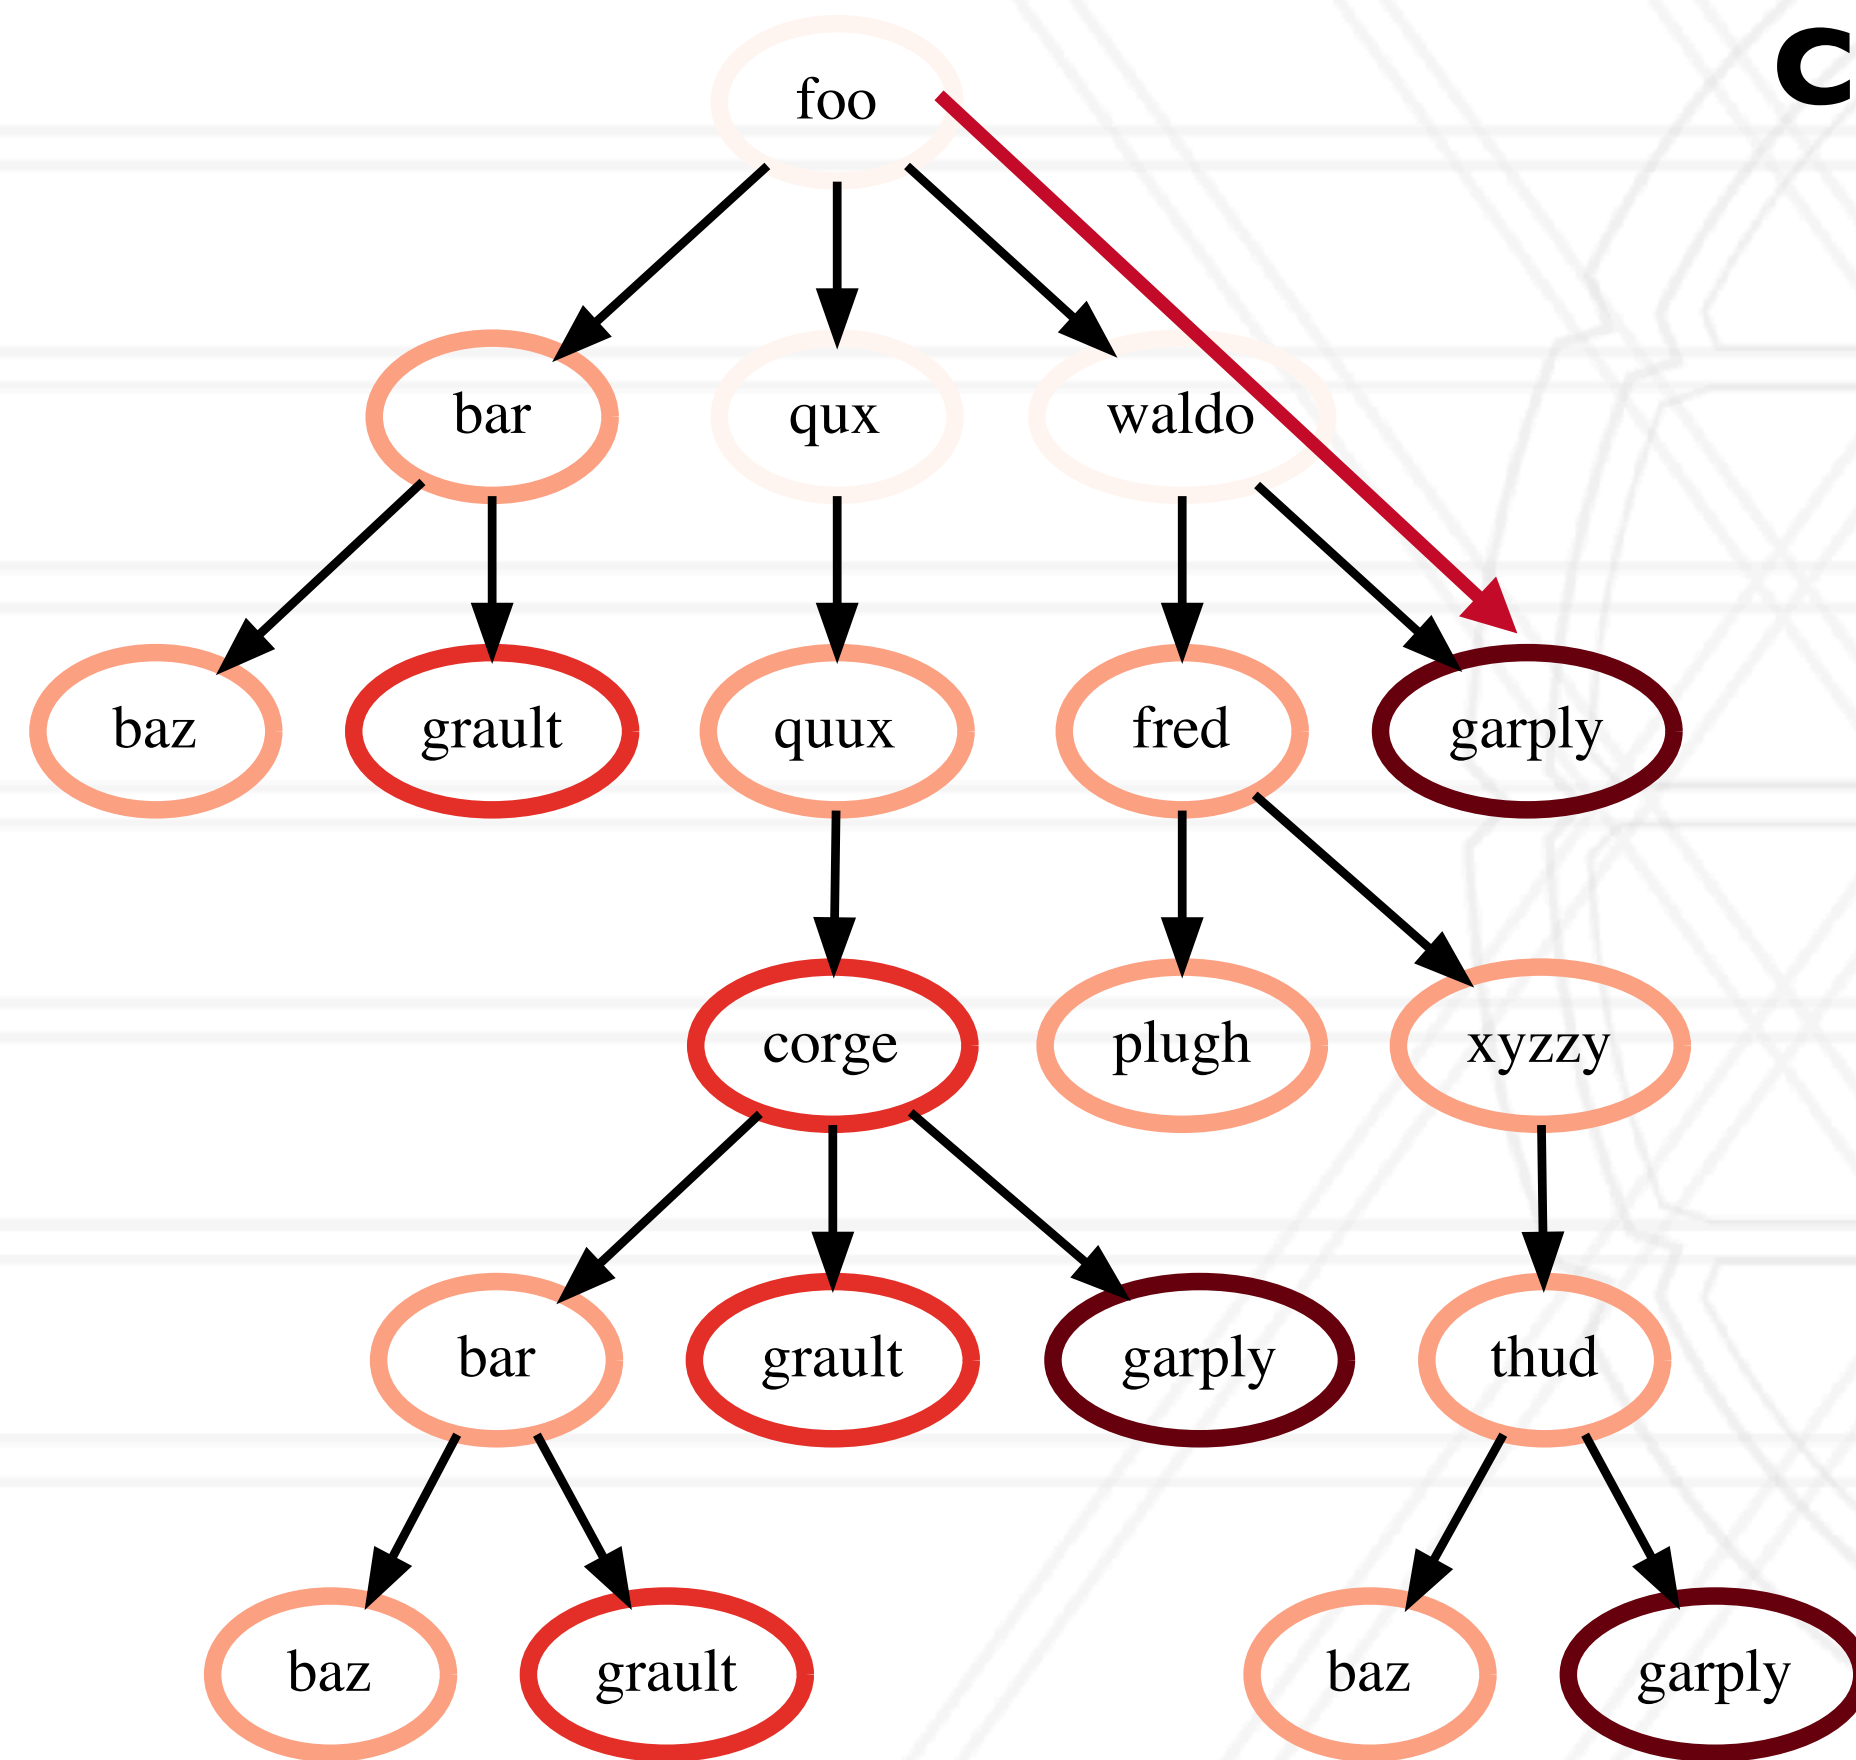 c
foo
bar
qux
waldo
baz
grault
quux
fred
garply
corge
plugh
xyzzy
bar
grault
garply
thud
baz
grault
baz
garply